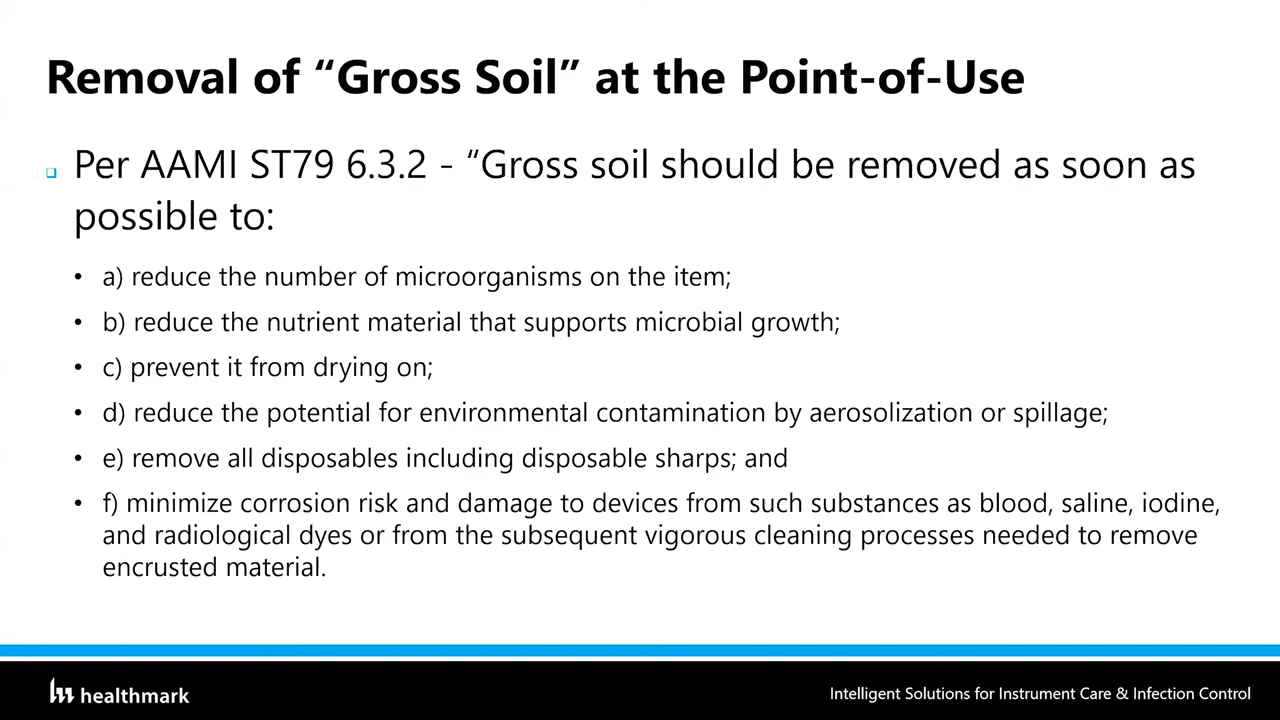 Removal of “Gross Soil” at the Point-of-Use
Per AAMI ST79 6.3.2 - “Gross soil should be removed as soon as
possible to:
• a) reduce the number of microorganisms on the item;
• b) reduce the nutrient material that supports microbial growth;
• c) prevent it from drying on;
• d) reduce the potential for environmental contamination by aerosolization or spillage;
• e) remove all disposables including disposable sharps; and
• f) minimize corrosion risk and damage to devices from such substances as blood, saline, iodine,
and radiological dyes or from the subsequent vigorous cleaning processes needed to remove
encrusted material.
healthmark
Intelligent Solutions for Instrument Care & Infection Control